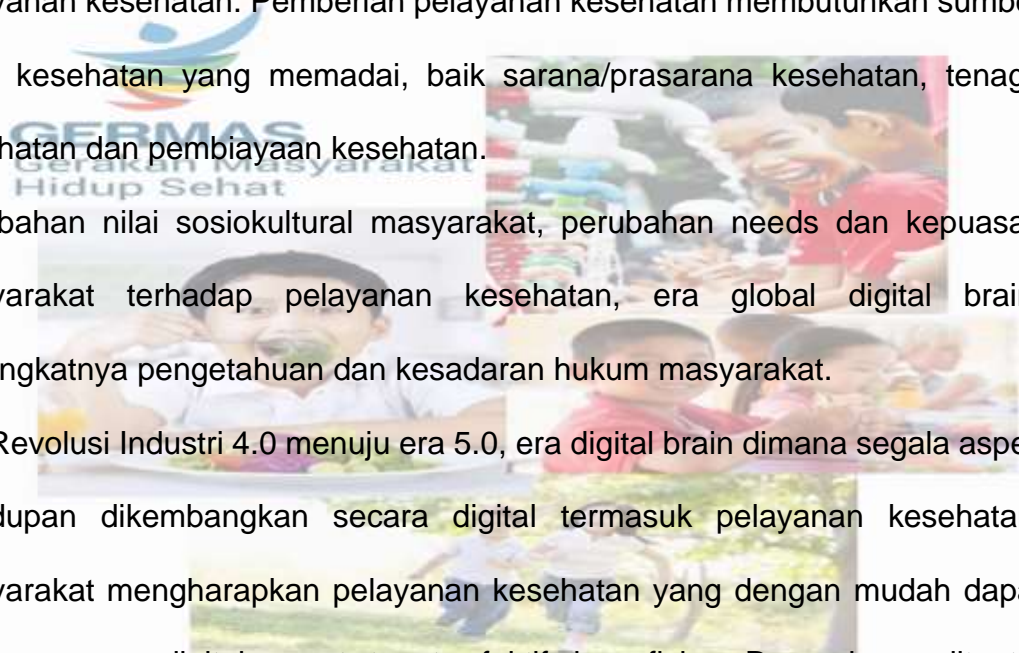 anan kesehatan. Pemberian pelayanan kesehatan membutuhkan sumbe
kesehatan yang memadai, baik sarana/prasarana kesehatan, tenag
hatan dan pembiayaan kesehatan.
GERMAS
Gerakan Masyarakat
Hidup Sehat
bahan nilai sosiokultural masyarakat, perubahan needs dan kepuasa
yarakat terhadap pelayanan kesehatan, era global digital brai
ngkatnya pengetahuan dan kesadaran hukum masyarakat.
Revolusi Industri 4.0 menuju era 5.0, era digital brain dimana segala aspe
dupan dikembangkan secara digital termasuk pelayanan kesehata
yarakat mengharapkan pelayanan kesehatan yang dengan mudah dapa